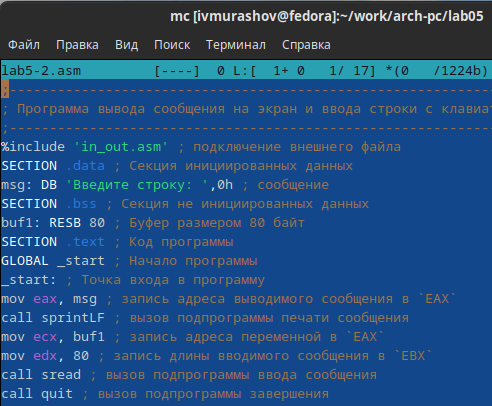 mc [ivmurashov@fedora]:~/work/arch-pc/lab05
Файл Правка Вид Поиск Терминал Справка
lab5-2.asm [----] 0 L:[ 1+ 0 1/ 17] *(0 /1224b)
;------------------------------------------------------------
; Программа вывода сообщения на экран и ввода строки с клавиат
;------------------------------------------------------------
%include 'in_out.asm' ; подключение внешнего файла
SECTION .data ; Секция инициированных данных
msg: DB 'Введите строку: ',0h ; сообщение
SECTION .bss ; Секция не инициированных данных
buf1: RESB 80 ; Буфер размером 80 байт
SECTION .text ; Код программы
GLOBAL _start ; Начало программы
_start: ; Точка входа в программу
mov eax, msg ; запись адреса выводимого сообщения в `EAX`
call sprintLF ; вызов подпрограммы печати сообщения
mov ecx, buf1 ; запись адреса переменной в `EAX`
mov edx, 80 ; запись длины вводимого сообщения в `EBX`
call sread ; вызов подпрограммы ввода сообщения
call quit ; вызов подпрограммы завершения